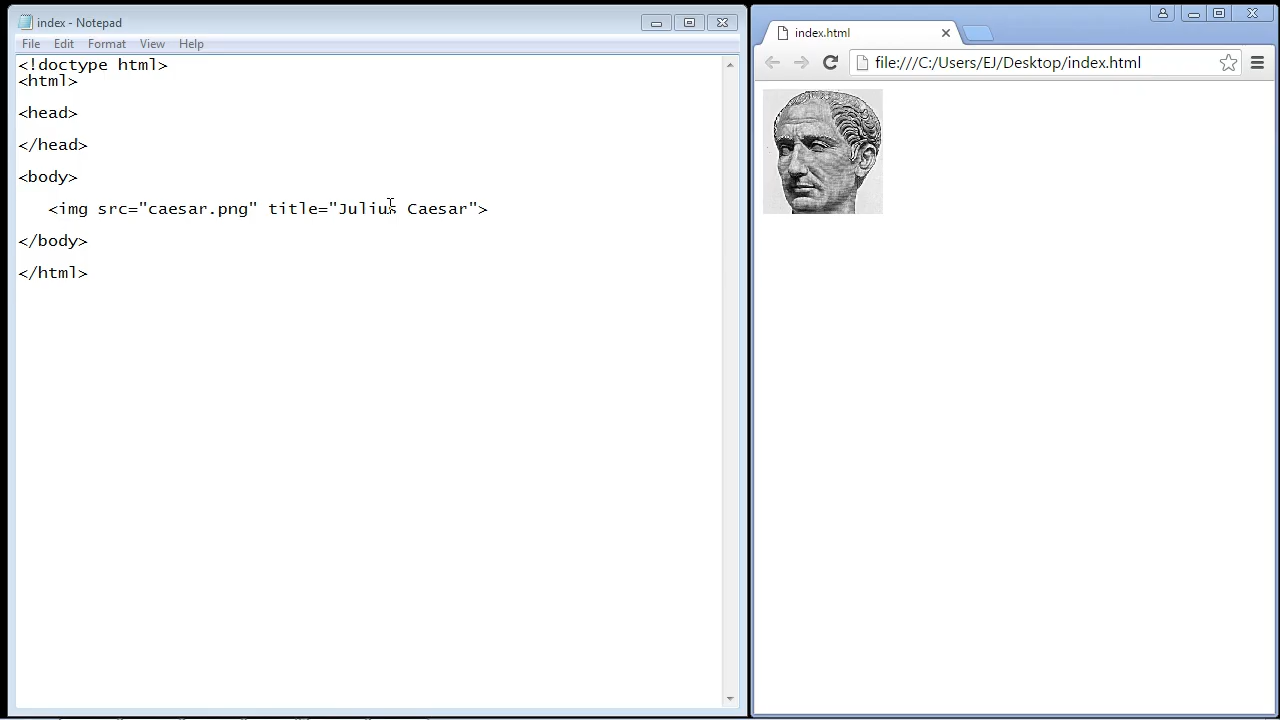 index - Notepad
File Edit Format View Help
<!doctype html>
<html>
<head>
</head>
<body>
<img src="caesar.png" title="Julius Caesar">
</body>
</html>
index.html
file:///C:/Users/EJ/Desktop/index.html